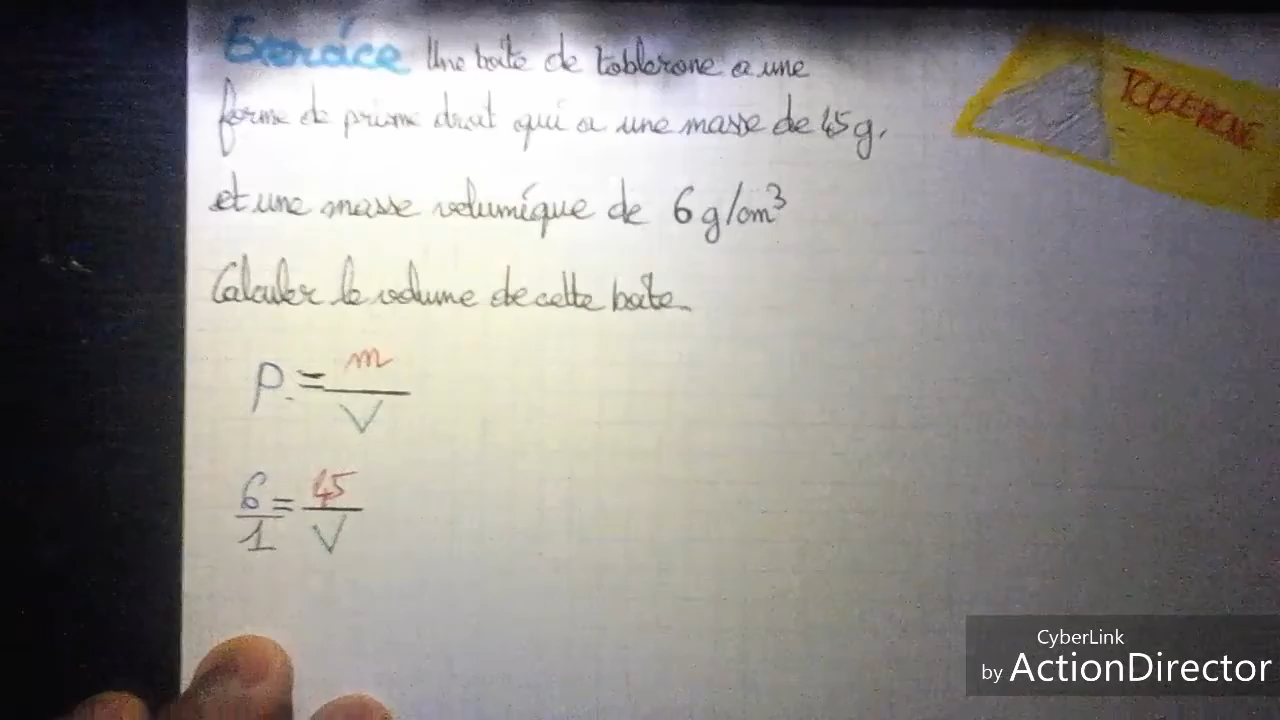 Exercice Une boîte de toblerone a une
forme de prisme droit qui a une masse de 45g.
et une masse volumique de 6 g/cm³
Calculer le volume de cette boîte.
ρ = m/V
6/1 = 45/V
TOBLERONE
CyberLink
by ActionDirector